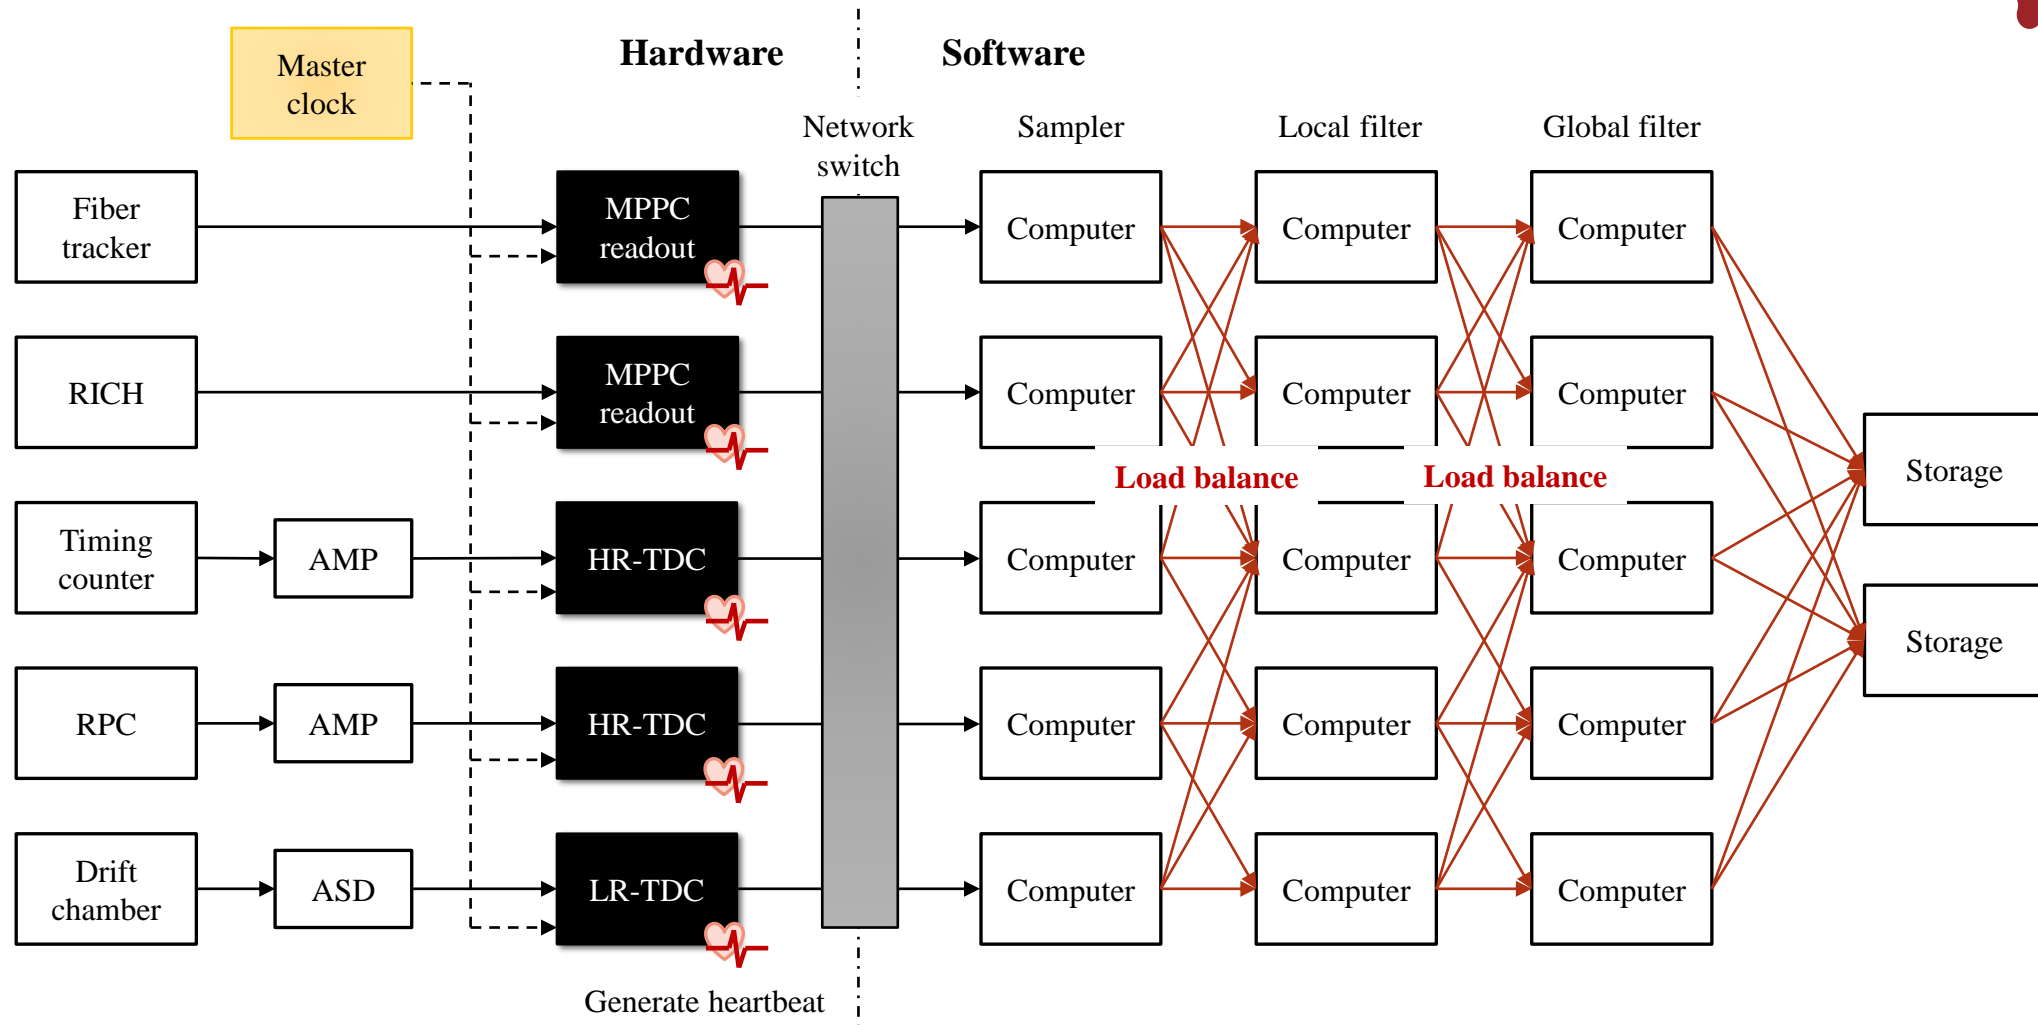 Hardware
Software
Master
clock
Network
switch
Sampler
Local filter
Global filter
Fiber
tracker
MPPC
readout
Computer
Computer
Computer
RICH
MPPC
readout
Computer
Computer
Computer
Load balance
Load balance
Storage
Timing
counter
AMP
HR-TDC
Computer
Computer
Computer
Storage
RPC
AMP
HR-TDC
Computer
Computer
Computer
Drift
chamber
ASD
LR-TDC
Computer
Computer
Computer
Generate heartbeat